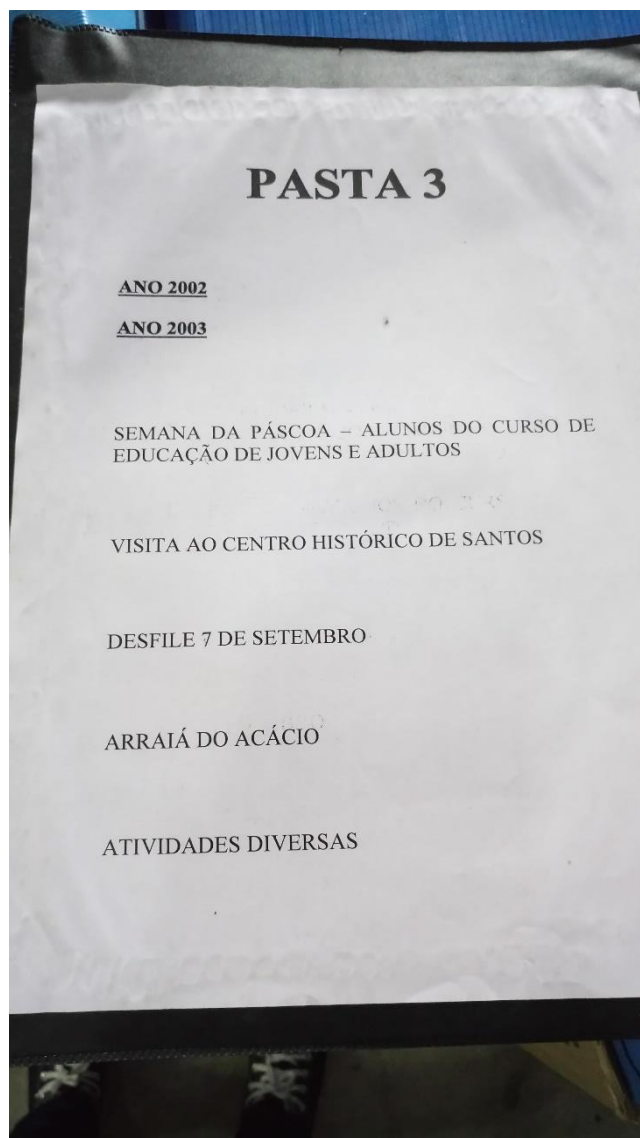 PASTA 3
ANO 2002
ANO 2003
SEMANA DA PÁSCOA – ALUNOS DO CURSO DE
EDUCAÇÃO DE JOVENS E ADULTOS
VISITA AO CENTRO HISTÓRICO DE SANTOS
DESFILE 7 DE SETEMBRO
ARRAIÁ DO ACÁCIO
ATIVIDADES DIVERSAS